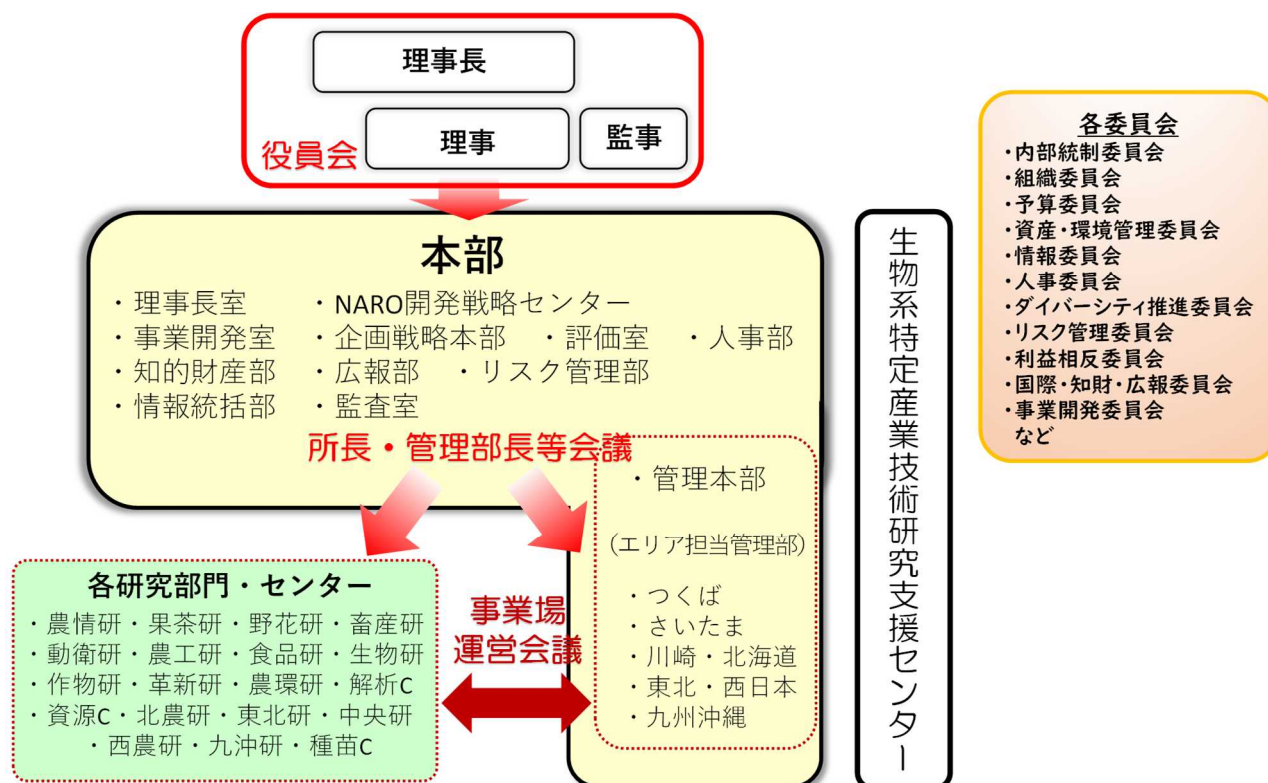 理事長
理事
監事
役員会
本部
・理事長室 ・NARO開発戦略センター
・事業開発室 ・企画戦略本部 ・評価室 ・人事部
・知的財産部 ・広報部 ・リスク管理部
・情報統括部 ・監査室
所長・管理部長等会議
・管理本部
(エリア担当管理部)
・つくば
・さいたま
・川崎・北海道
・東北・西日本
・九州沖縄
各研究部門・センター
・農情研・果茶研・野花研・畜産研
・動衛研・農工研・食品研・生物研
・作物研・革新研・農環研・解析C
・資源C・北農研・東北研・中央研
・西農研・九沖研・種苗C
事業場
運営会議
生物系特定産業技術研究支援センター
各委員会
・内部統制委員会
・組織委員会
・予算委員会
・資産・環境管理委員会
・情報委員会
・人事委員会
・ダイバーシティ推進委員会
・リスク管理委員会
・利益相反委員会
・国際・知財・広報委員会
・事業開発委員会
など